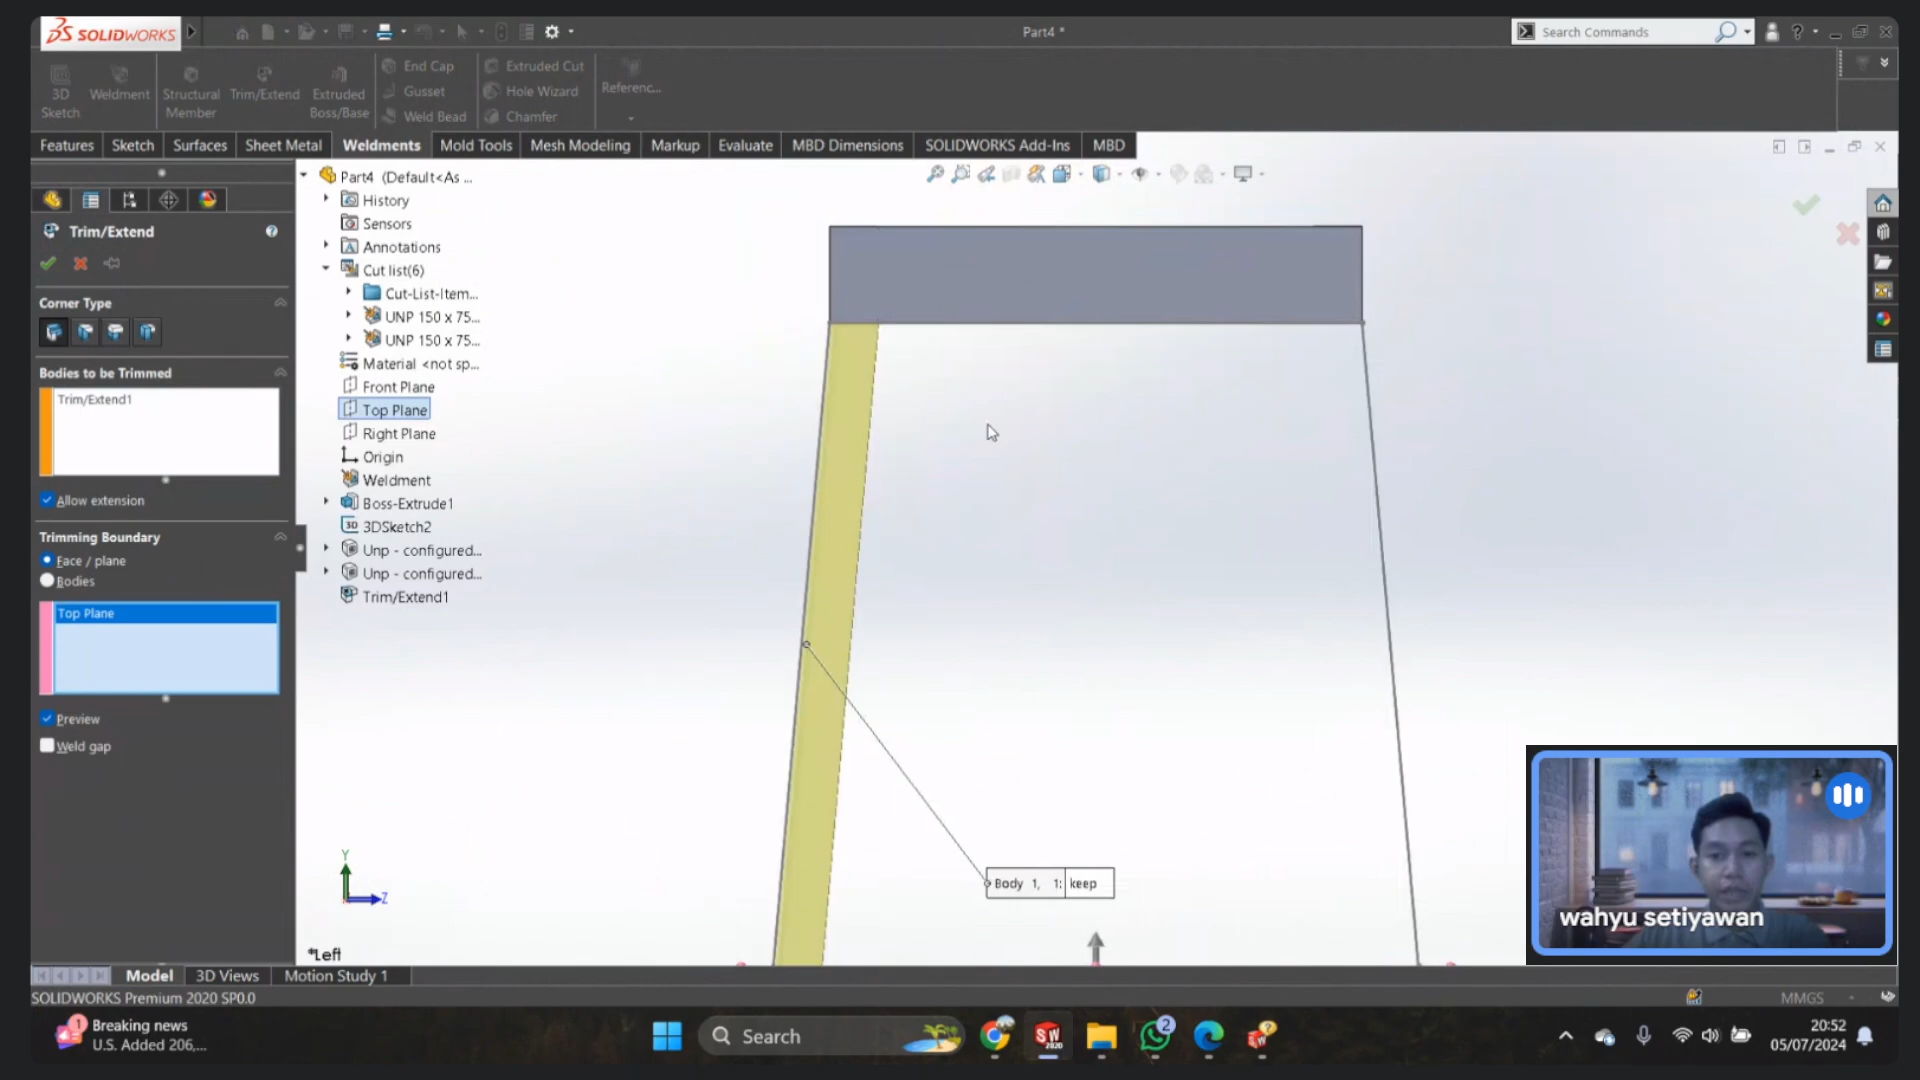 SOLIDWORKS
Part4 *
Search Commands
3D
Sketch
Weldment
Structural
Member
Trim/Extend
Extruded
Boss/Base
End Cap
Gusset
Weld Bead
Extruded Cut
Hole Wizard
Chamfer
Referenc...
Features
Sketch
Surfaces
Sheet Metal
Weldments
Mold Tools
Mesh Modeling
Markup
Evaluate
MBD Dimensions
SOLIDWORKS Add-Ins
MBD
Trim/Extend
Corner Type
Bodies to be Trimmed
Trim/Extend1
Allow extension
Trimming Boundary
Face / plane
Bodies
Top Plane
Preview
Weld gap
Part4 (Default<As ...
History
Sensors
Annotations
Cut list(6)
Cut-List-Item...
UNP 150 x 75...
UNP 150 x 75...
Material <not sp...
Front Plane
Top Plane
Right Plane
Origin
Weldment
Boss-Extrude1
3DSketch2
Unp - configured...
Unp - configured...
Trim/Extend1
Body 1, 1: keep
Y
Z
*Left
wahyu setiyawan
Model
3D Views
Motion Study 1
SOLIDWORKS Premium 2020 SP0.0
MMGS
1
Breaking news
U.S. Added 206,...
Search
SW
2020
2
20:52
05/07/2024